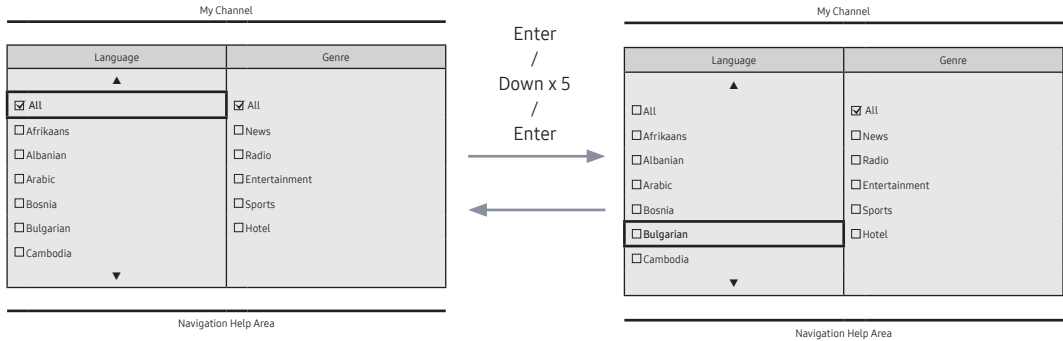 My Channel
Language Genre
▲
☑ All ☑ All
☐ Afrikaans ☐ News
☐ Albanian ☐ Radio
☐ Arabic ☐ Entertainment
☐ Bosnia ☐ Sports
☐ Bulgarian ☐ Hotel
☐ Cambodia
▼
Navigation Help Area
Enter
/
Down x 5
/
Enter
My Channel
Language Genre
▲
☐ All ☑ All
☐ Afrikaans ☐ News
☐ Albanian ☐ Radio
☐ Arabic ☐ Entertainment
☐ Bosnia ☐ Sports
☐ Bulgarian ☐ Hotel
☐ Cambodia
▼
Navigation Help Area